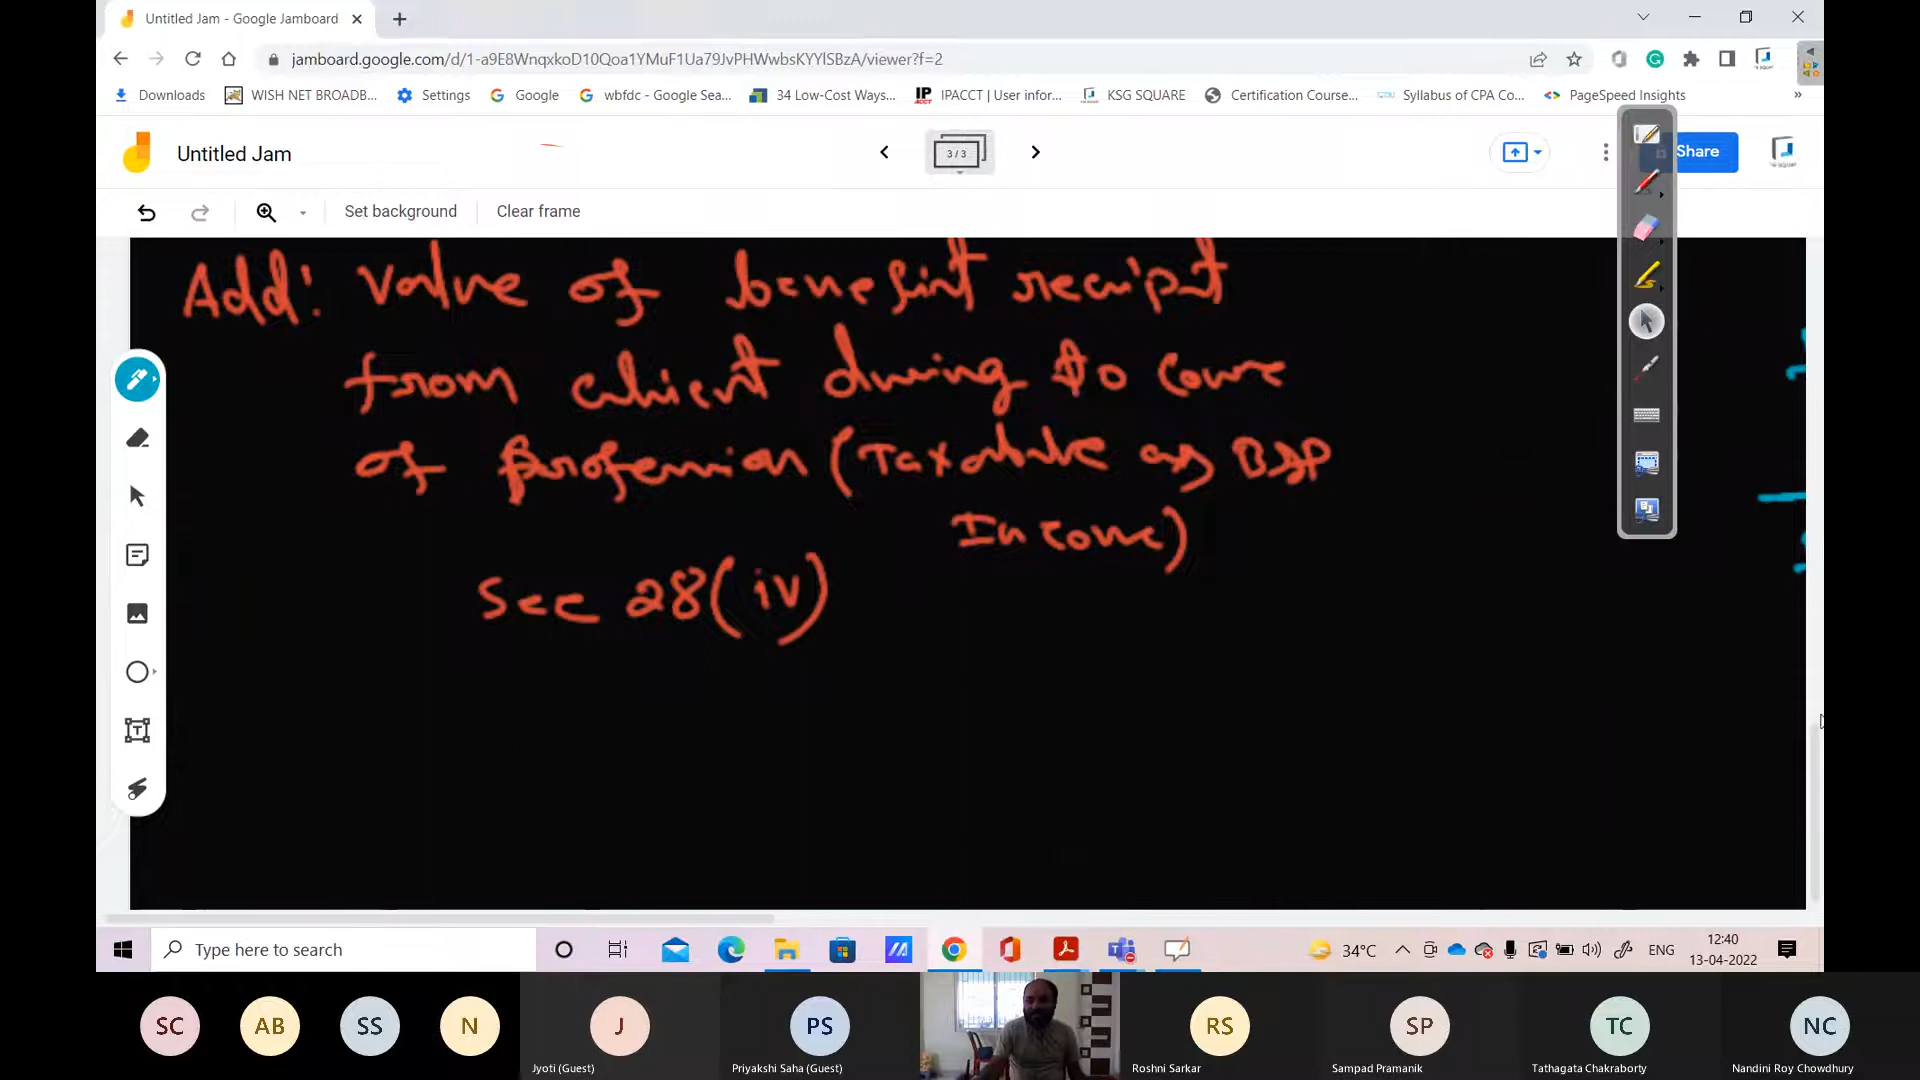 Untitled Jam - Google Jamboard
jamboard.google.com/d/1-a9E8WnqxkoD10Qoa1YMuF1Ua79JvPHWwbsKYYlSBzA/viewer?f=2
Downloads WISH NET BROADB... Settings Google wbfdc - Google Sea... 34 Low-Cost Ways... IPACCT | User infor... KSG SQUARE Certification Course... Syllabus of CPA Co... PageSpeed Insights
Untitled Jam 3 / 3 Share
Set background Clear frame
Add: value of benefit receipt
from client during to course
of profession (Taxable as B&P
Income)
Sec 28(iv)
Type here to search 34°C ENG 12:40
13-04-2022
SC AB SS N J PS RS SP TC NC
Jyoti (Guest) Priyakshi Saha (Guest) Roshni Sarkar Sampad Pramanik Tathagata Chakraborty Nandini Roy Chowdhury